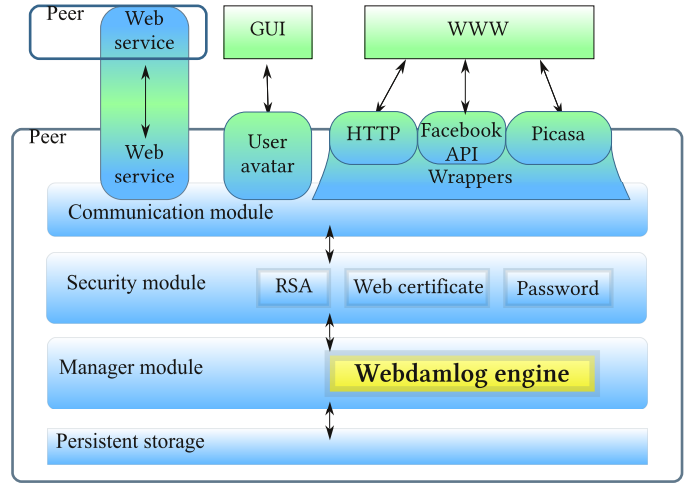 Peer
Web
service
GUI
WWW
Peer
Web
service
User
avatar
HTTP
Facebook
API
Picasa
Wrappers
Communication module
Security module
RSA
Web certificate
Password
Manager module
Webdamlog engine
Persistent storage